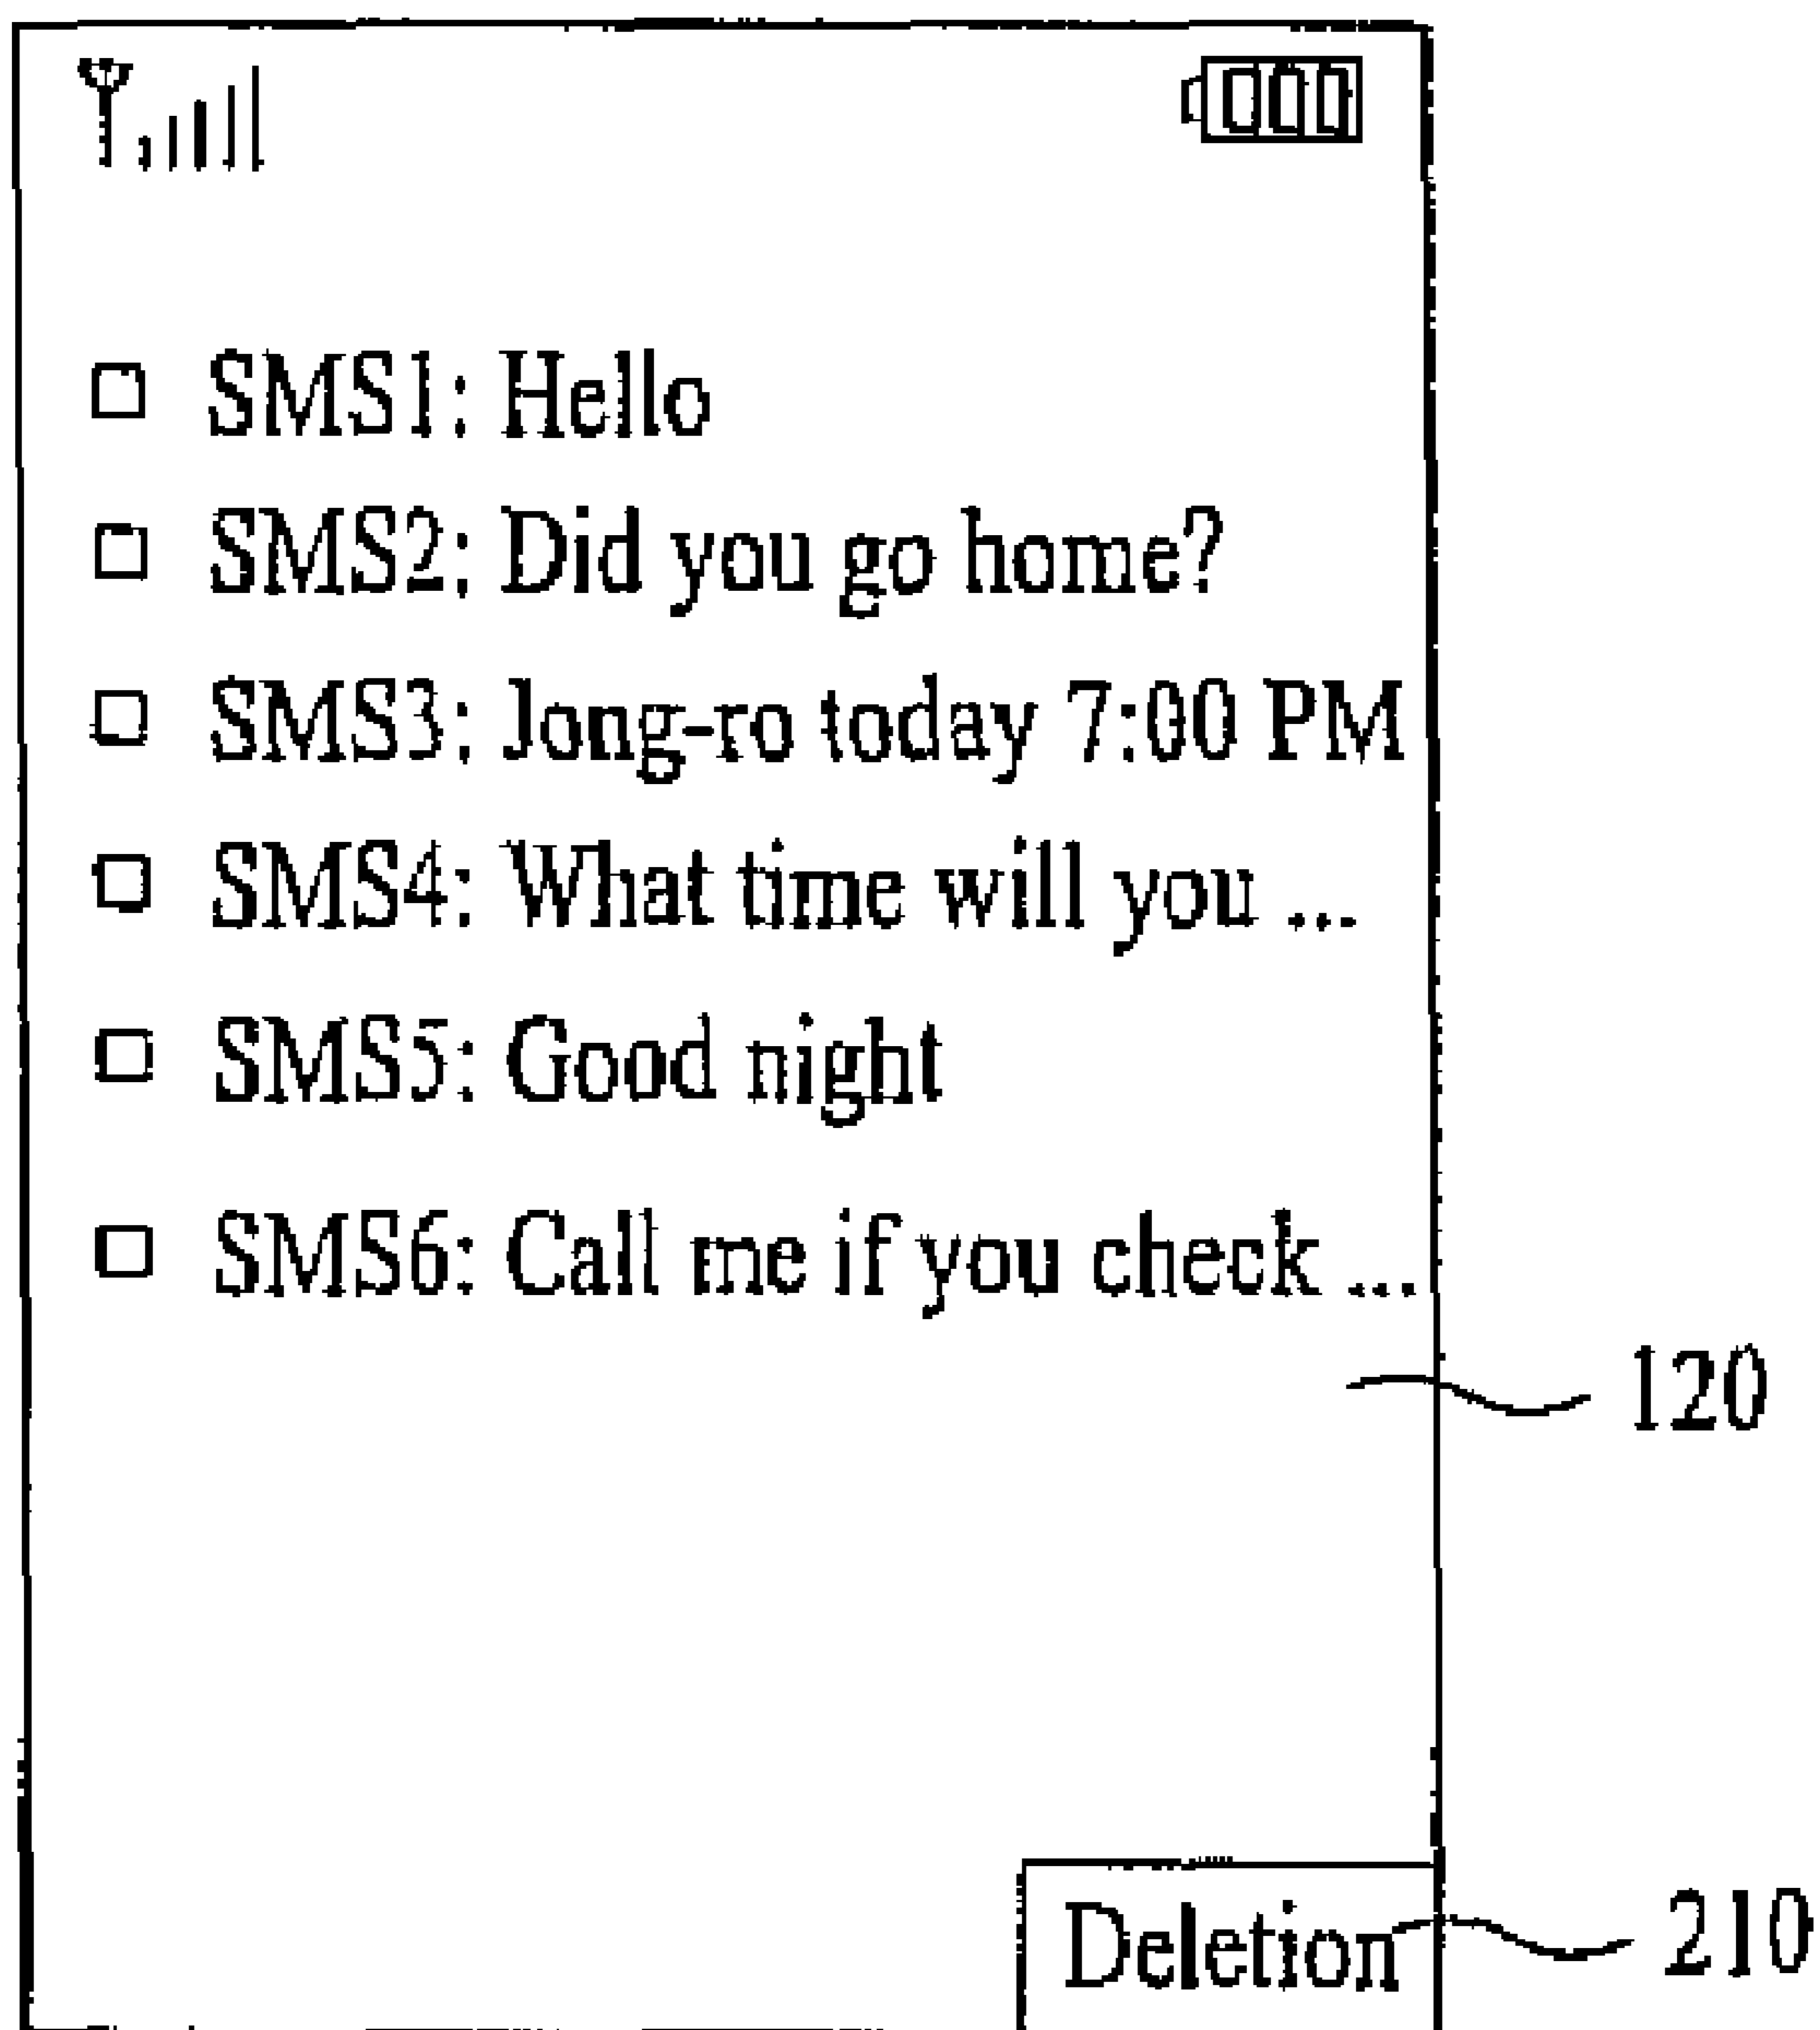 SMS1: Hello
SMS2: Did you go home?
SMS3: Jong-ro today 7:00 PM
SMS4: What time will you ...
SMS5: Good night
SMS6: Call me if you check ...
120
Deletion
210